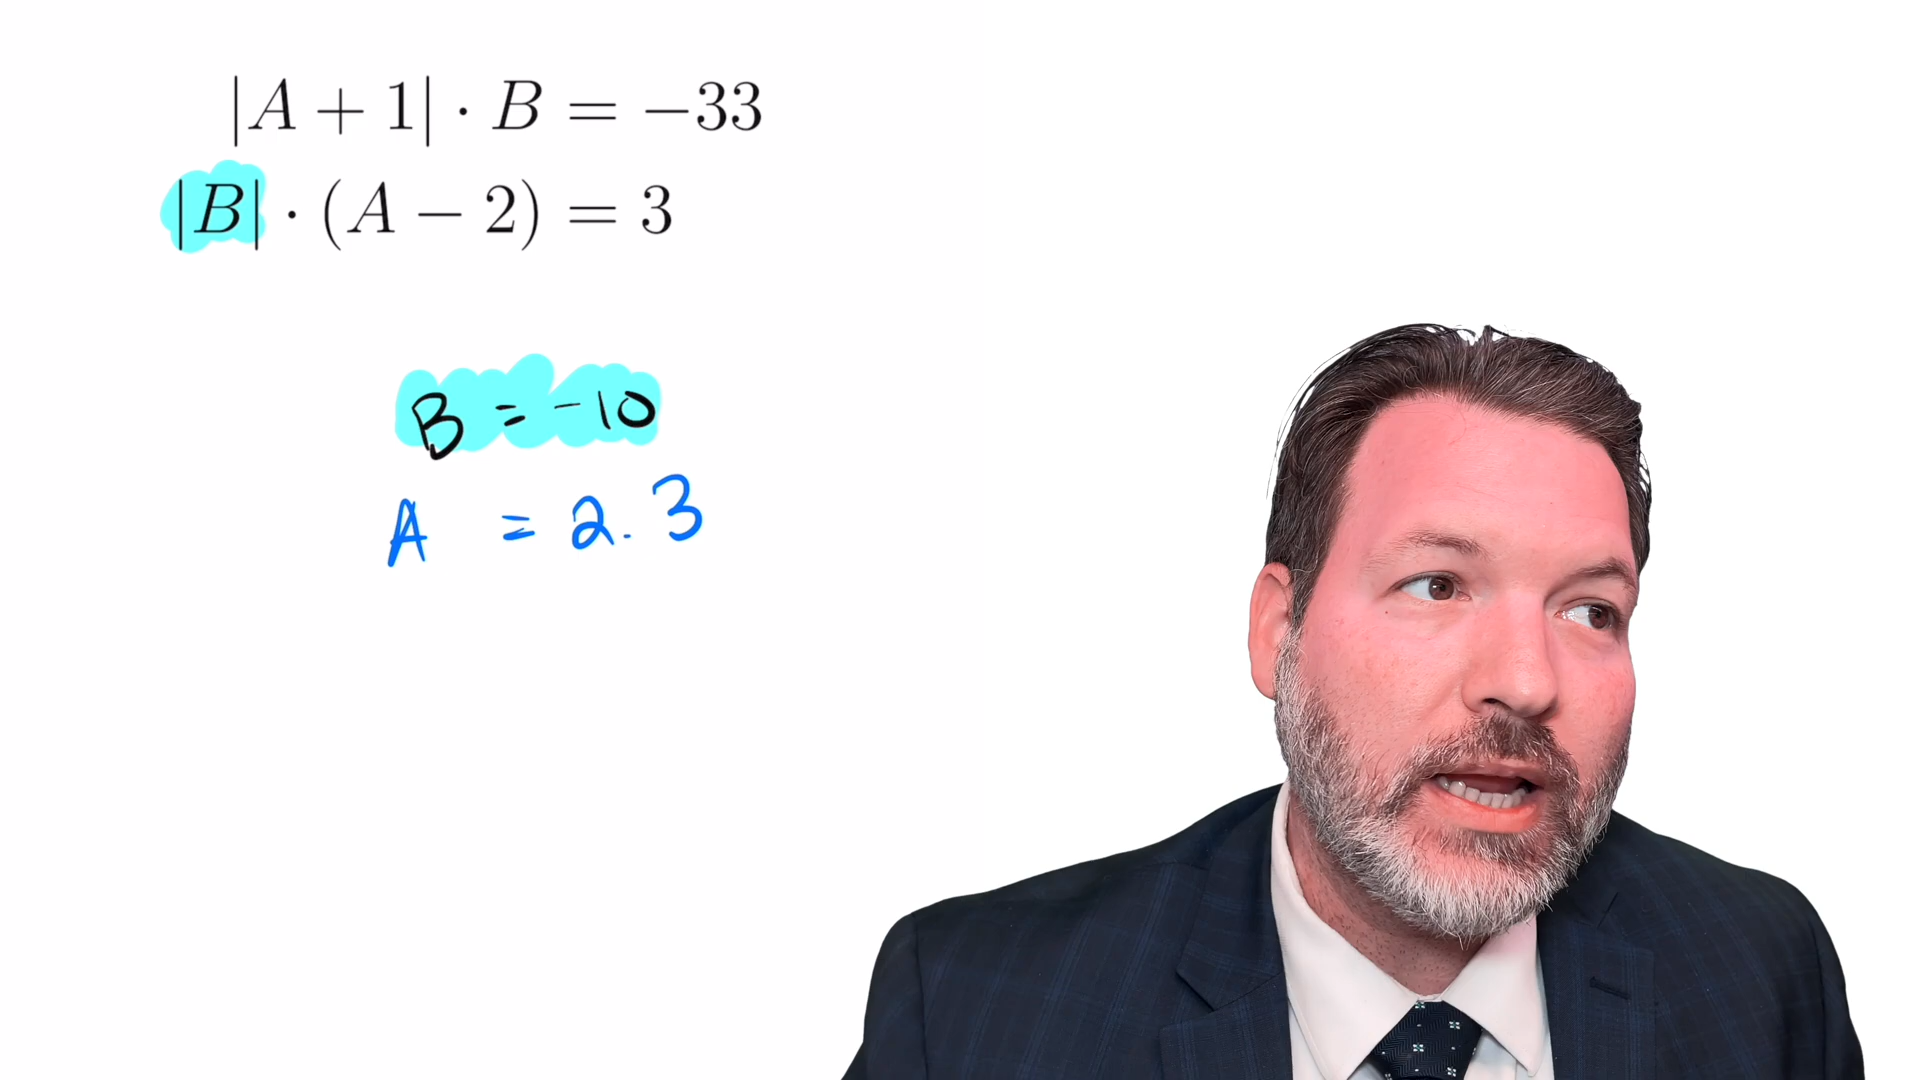 |A + 1| · B = −33
|B| · (A − 2) = 3
B = -10
A = 2.3